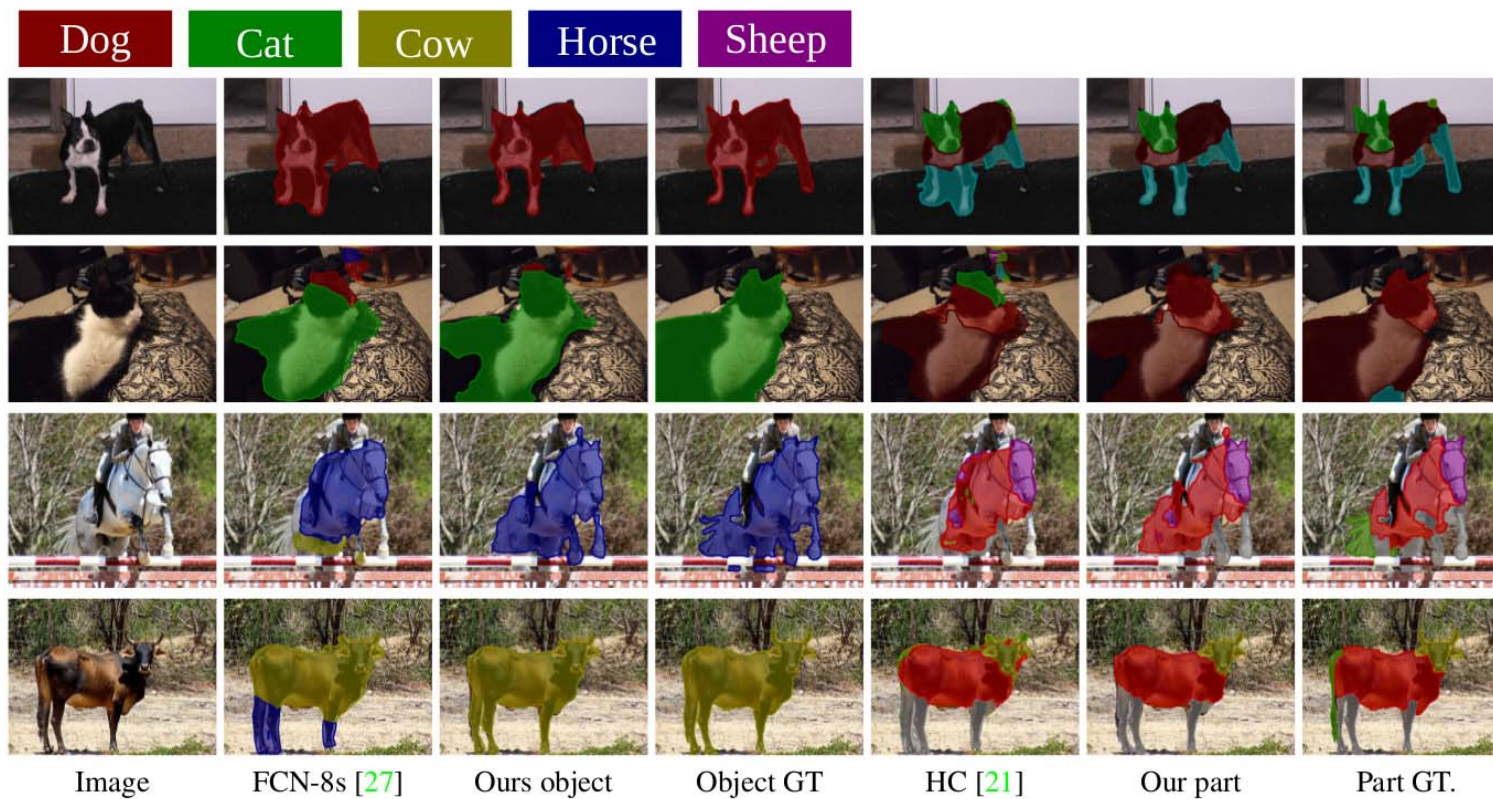 Dog Cat Cow Horse Sheep
Image FCN-8s [27] Ours object Object GT HC [21] Our part Part GT.